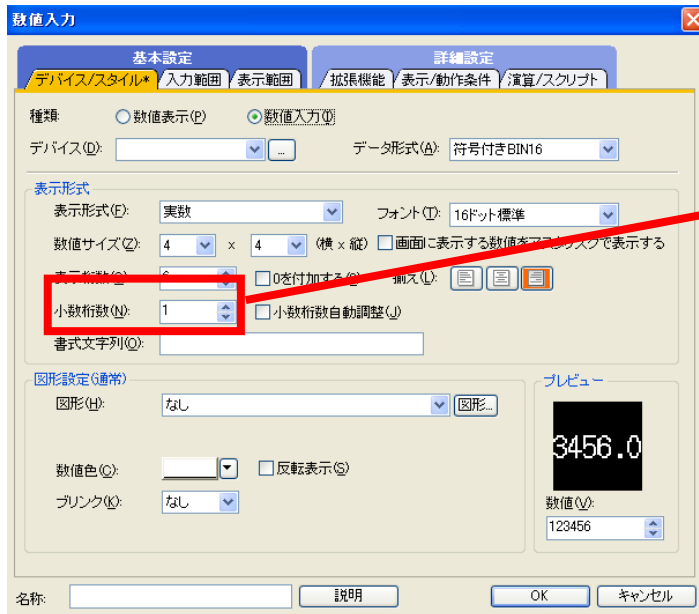 数値入力
基本設定 詳細設定
デバイス/スタイル* 入力範囲 表示範囲 拡張機能 表示/動作条件 演算/スクリプト
種類: 数値表示(P) 数値入力(I)
デバイス(D): ... データ形式(A): 符号付きBIN16
表示形式
表示形式(F): 実数 フォント(T): 16ドット標準
数値サイズ(Z): 4 x 4 (横 x 縦) 画面に表示する数値をアスタリスクで表示する
表示桁数(G): 6 0を付加する(0) 揃え(L):
小数桁数(N): 1 小数桁数自動調整(J)
書式文字列(O):
図形設定(通常) プレビュー
図形(H): なし 図形...
3456.0
数値色(C): 反転表示(S)
ブリンク(K): なし 数値(V):
123456
名称: 説明 OK キャンセル